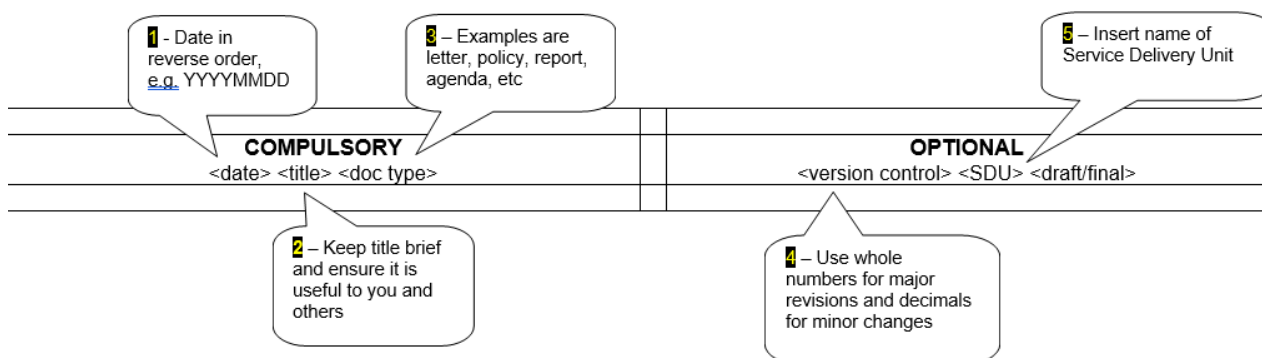 1 - Date in
reverse order,
e.g. YYYYMMDD
3 – Examples are
letter, policy, report,
agenda, etc
5 – Insert name of
Service Delivery Unit
COMPULSORY
<date> <title> <doc type>
OPTIONAL
<version control> <SDU> <draft/final>
2 – Keep title brief
and ensure it is
useful to you and
others
4 – Use whole
numbers for major
revisions and decimals
for minor changes